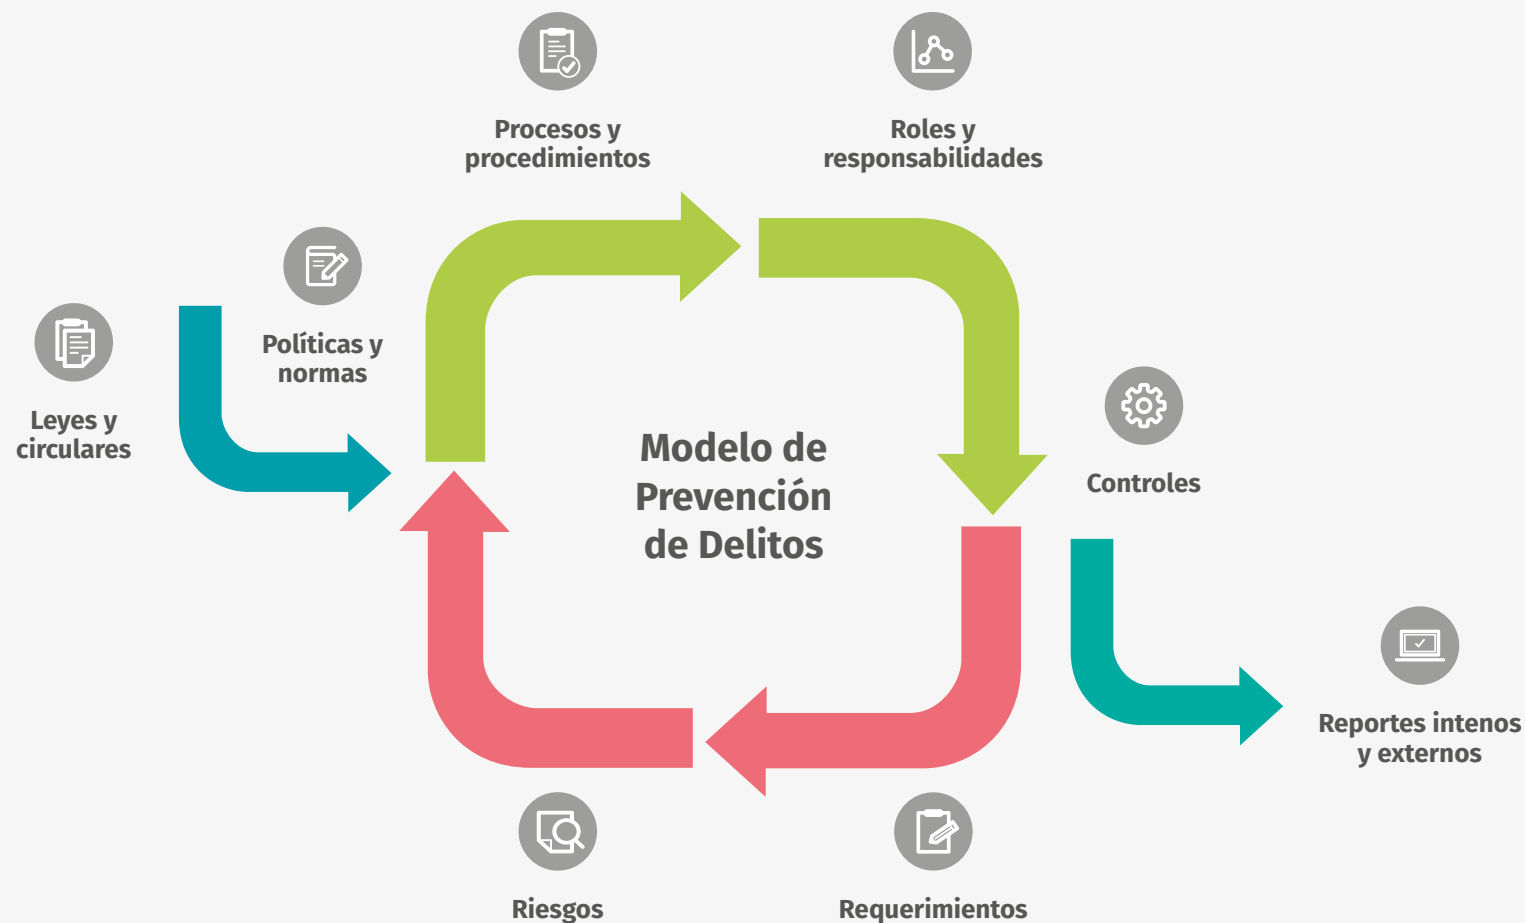 Procesos y
procedimientos
Roles y
responsabilidades
Políticas y
normas
Leyes y
circulares
Modelo de
Prevención
de Delitos
Controles
Reportes intenos
y externos
Riesgos
Requerimientos